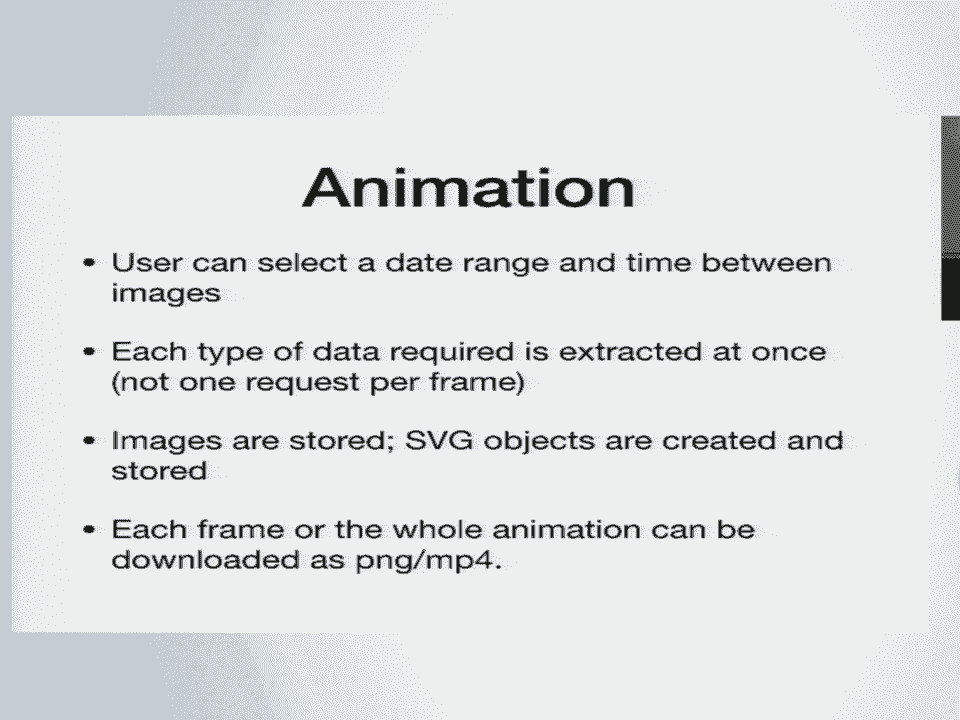 Animation
• User can select a date range and time between
images
• Each type of data required is extracted at once
(not one request per frame)
• Images are stored; SVG objects are created and
stored
• Each frame or the whole animation can be
downloaded as png/mp4.